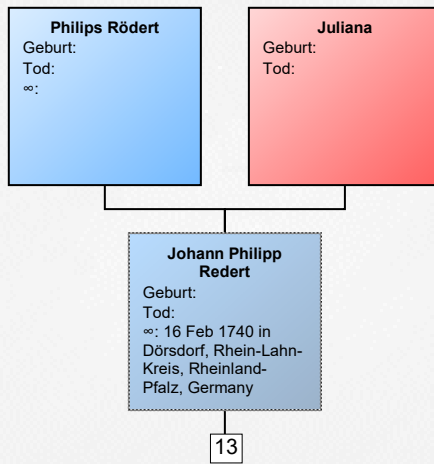 Philips Rödert
Geburt:
Tod:
∞:
Juliana
Geburt:
Tod:
Johann Philipp
Redert
Geburt:
Tod:
∞: 16 Feb 1740 in
Dörsdorf, Rhein-Lahn-
Kreis, Rheinland-
Pfalz, Germany
13